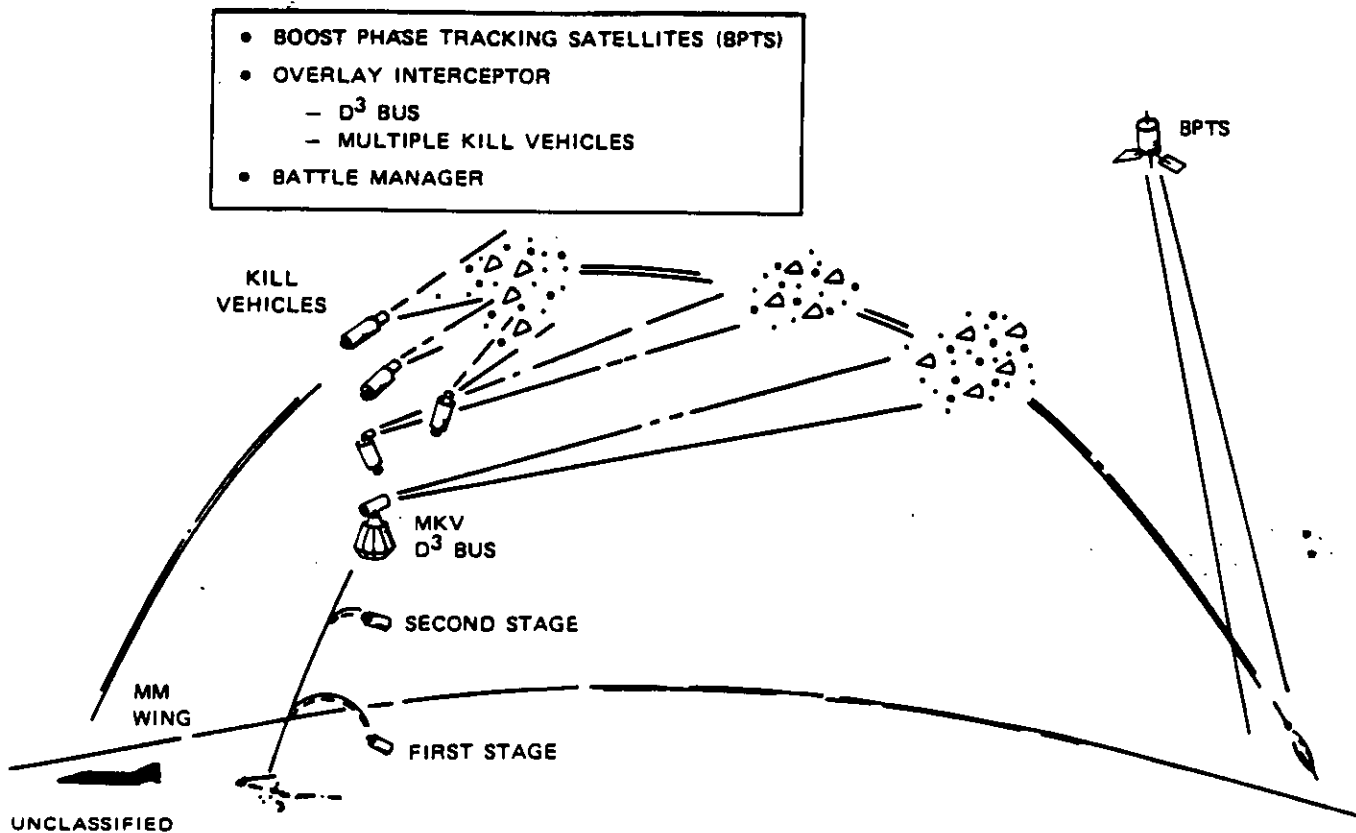 • BOOST PHASE TRACKING SATELLITES (BPTS)
• OVERLAY INTERCEPTOR
– D³ BUS
– MULTIPLE KILL VEHICLES
• BATTLE MANAGER
BPTS
KILL
VEHICLES
MKV
D³ BUS
SECOND STAGE
MM
WING
FIRST STAGE
UNCLASSIFIED